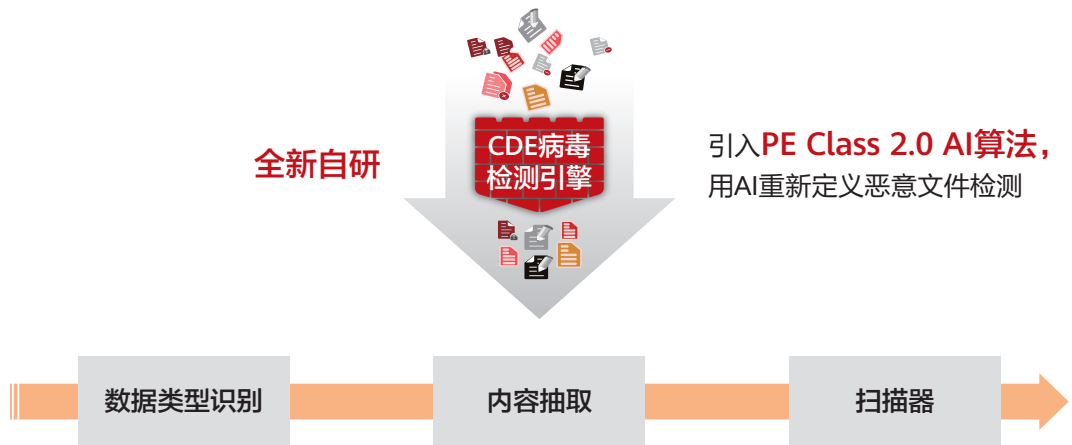 CDE病毒
检测引擎
全新自研
引入PE Class 2.0 AI算法，
用AI重新定义恶意文件检测
数据类型识别
内容抽取
扫描器